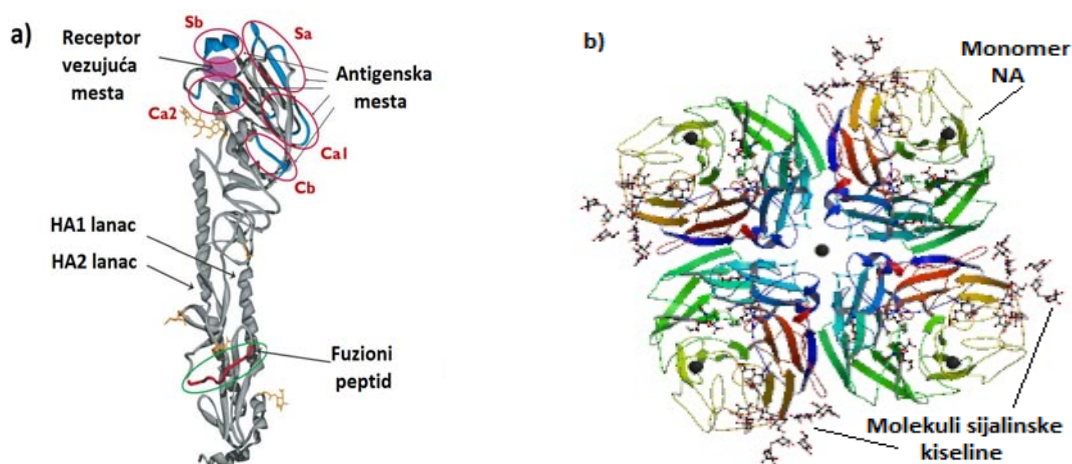 a)
Sb
Sa
Receptor
vezujuća
mesta
Antigenska
mesta
Ca2
Ca1
Cb
HA1 lanac
HA2 lanac
Fuzioni
peptid
b)
Monomer
NA
Molekuli sijalinske
kiseline